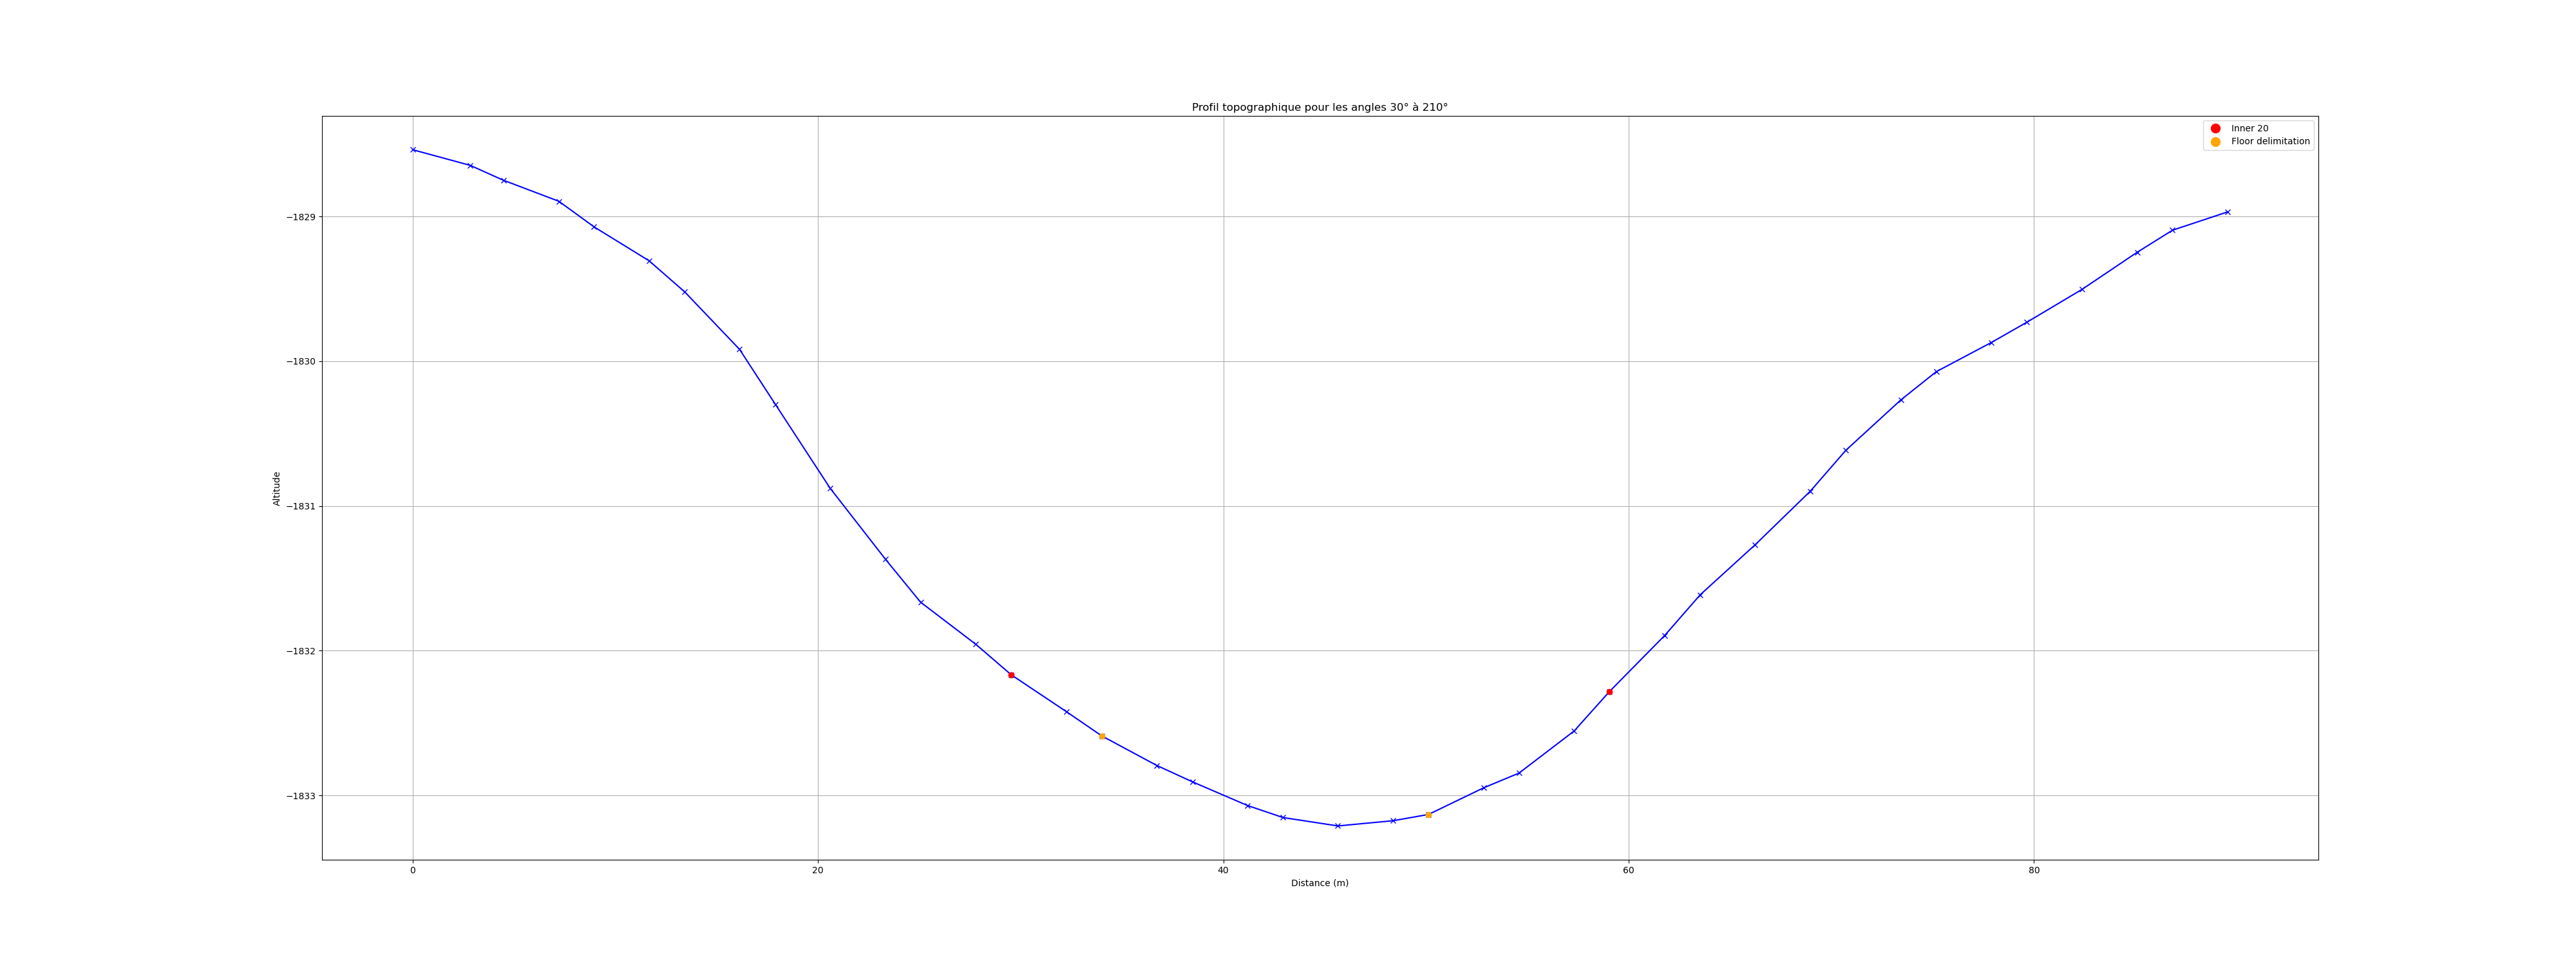 Profil topographique pour les angles 30° à 210°
Inner 20
Floor delimitation
Altitude
−1829
−1830
−1831
−1832
−1833
0 20 40 60 80
Distance (m)